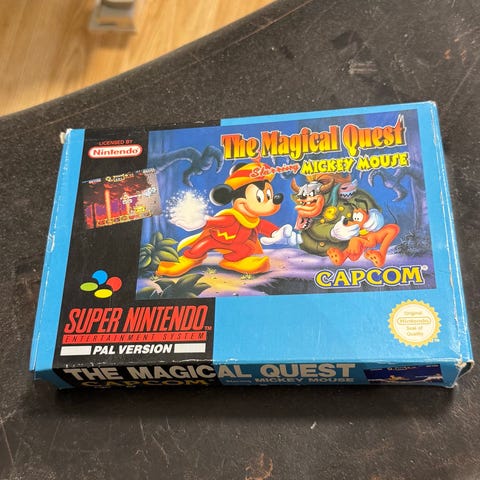 LICENSED BY
Nintendo
The Magical Quest
Starring MICKEY MOUSE
CAPCOM
SUPER NINTENDO
ENTERTAINMENT SYSTEM
PAL VERSION
Original
Nintendo
Seal of
Quality
THE MAGICAL QUEST
CAPCOM Starring MICKEY MOUSE